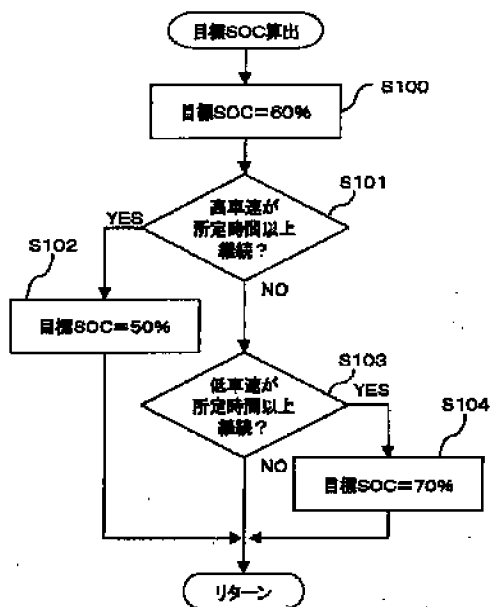 目標SOC算出
S100
目標SOC=60%
S101
高車速が
所定時間以上
継続?
YES
NO
S102
目標SOC=50%
S103
低車速が
所定時間以上
継続?
YES
NO
S104
目標SOC=70%
リターン